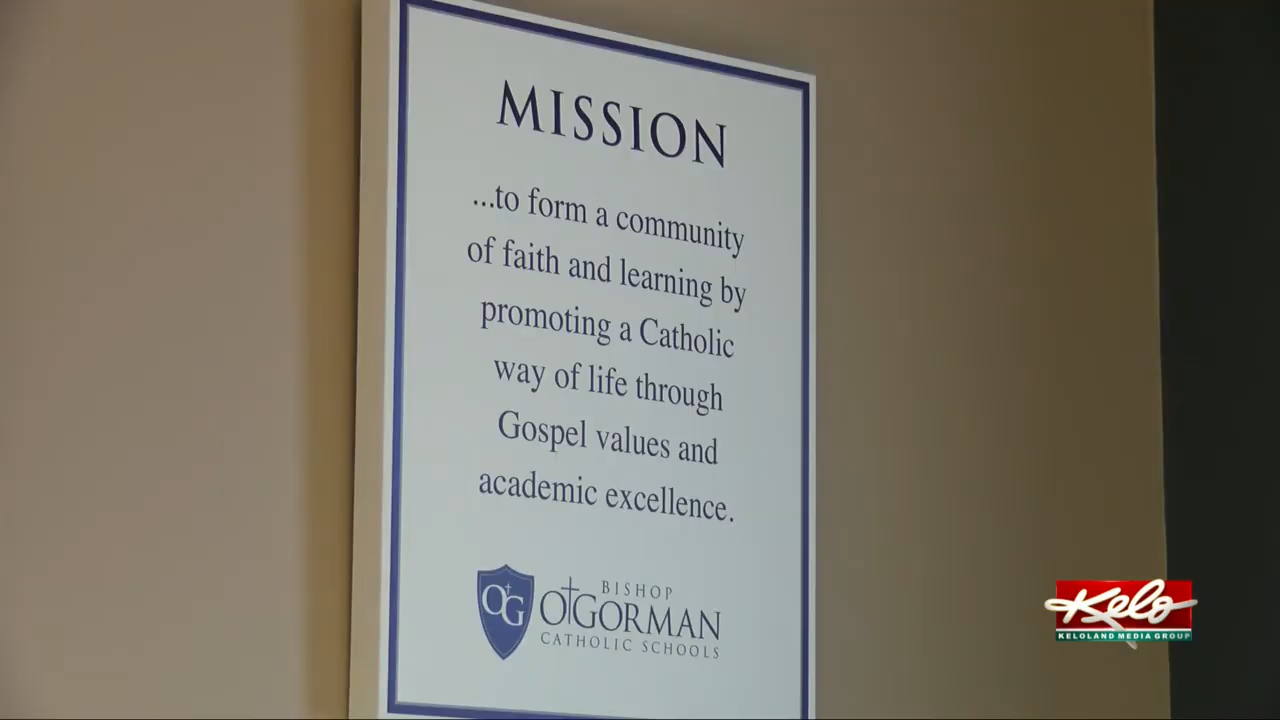 MISSION
...to form a community
of faith and learning by
promoting a Catholic
way of life through
Gospel values and
academic excellence.
OG
BISHOP
O'GORMAN
CATHOLIC SCHOOLS
Kelo
KELOLAND MEDIA GROUP